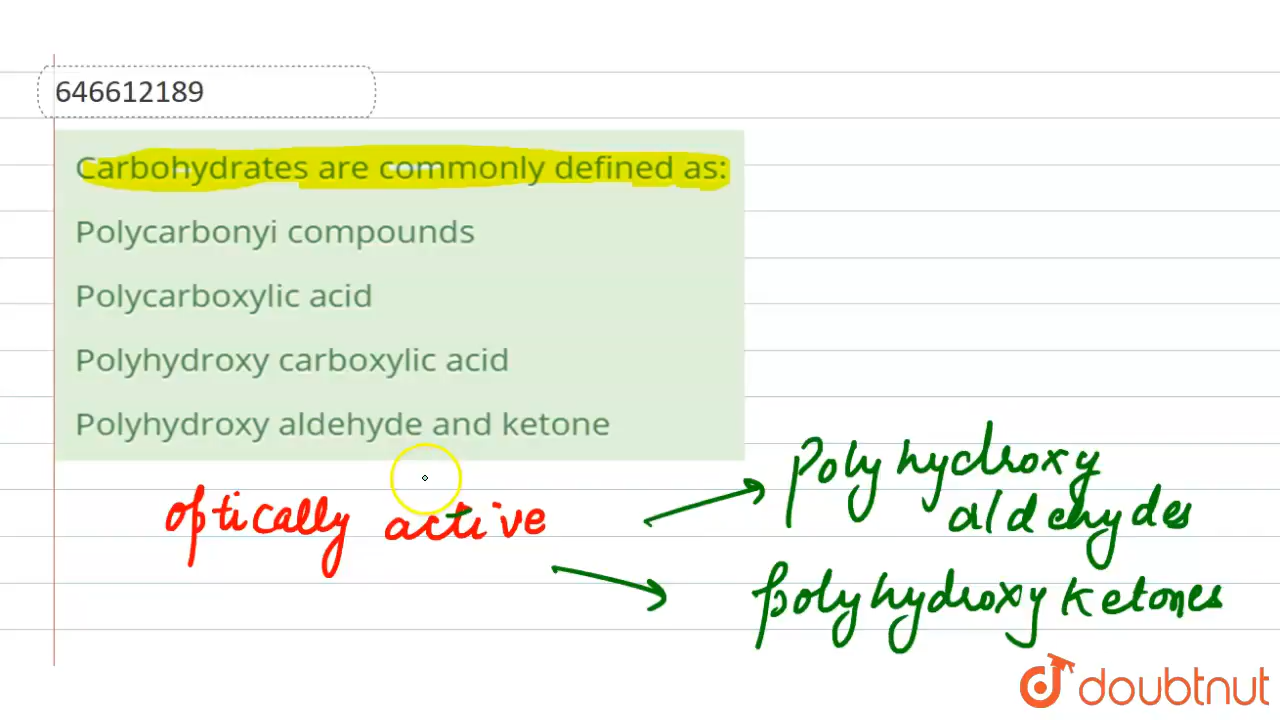 646612189
Carbohydrates are commonly defined as:
Polycarbonyi compounds
Polycarboxylic acid
Polyhydroxy carboxylic acid
Polyhydroxy aldehyde and ketone
optically active
Polyhydroxy
aldehydes
polyhydroxy ketones
doubtnut